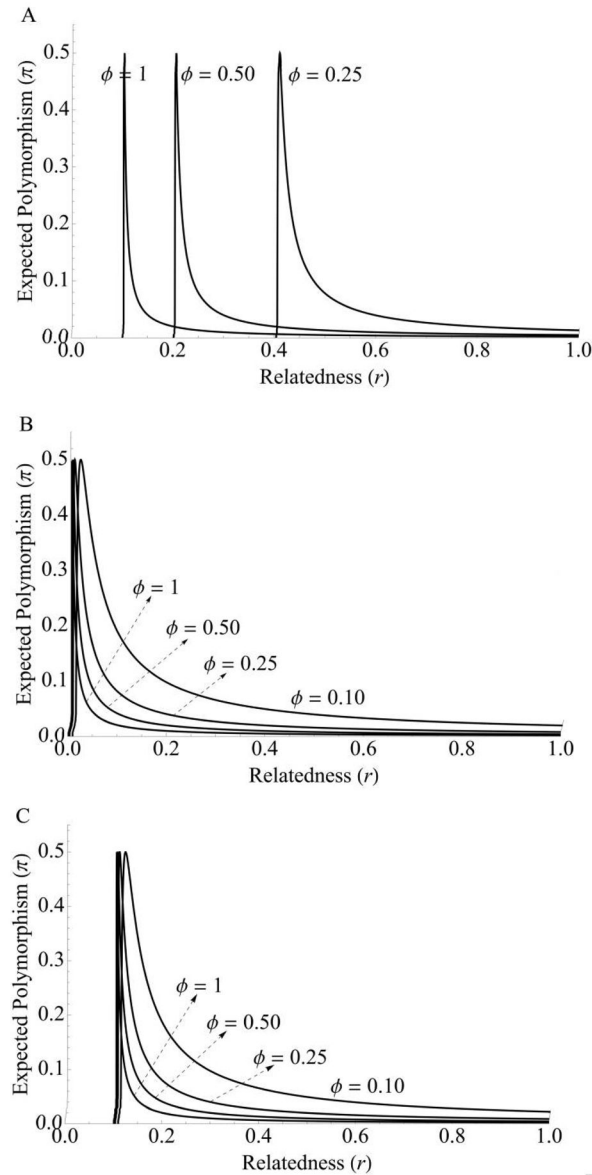 A
Expected Polymorphism (π)
0.5
0.4
0.3
0.2
0.1
0.0
ϕ = 1
ϕ = 0.50
ϕ = 0.25
0.0 0.2 0.4 0.6 0.8 1.0
Relatedness (r)
B
Expected Polymorphism (π)
0.5
0.4
0.3
0.2
0.1
0.0
ϕ = 1
ϕ = 0.50
ϕ = 0.25
ϕ = 0.10
0.0 0.2 0.4 0.6 0.8 1.0
Relatedness (r)
C
Expected Polymorphism (π)
0.5
0.4
0.3
0.2
0.1
0.0
ϕ = 1
ϕ = 0.50
ϕ = 0.25
ϕ = 0.10
0.0 0.2 0.4 0.6 0.8 1.0
Relatedness (r)